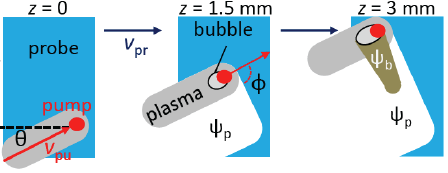 z = 0
z = 1.5 mm
z = 3 mm
probe
v_pr
bubble
pump
θ
v_pu
plasma
ϕ
ψ_p
ψ_b
ψ_p